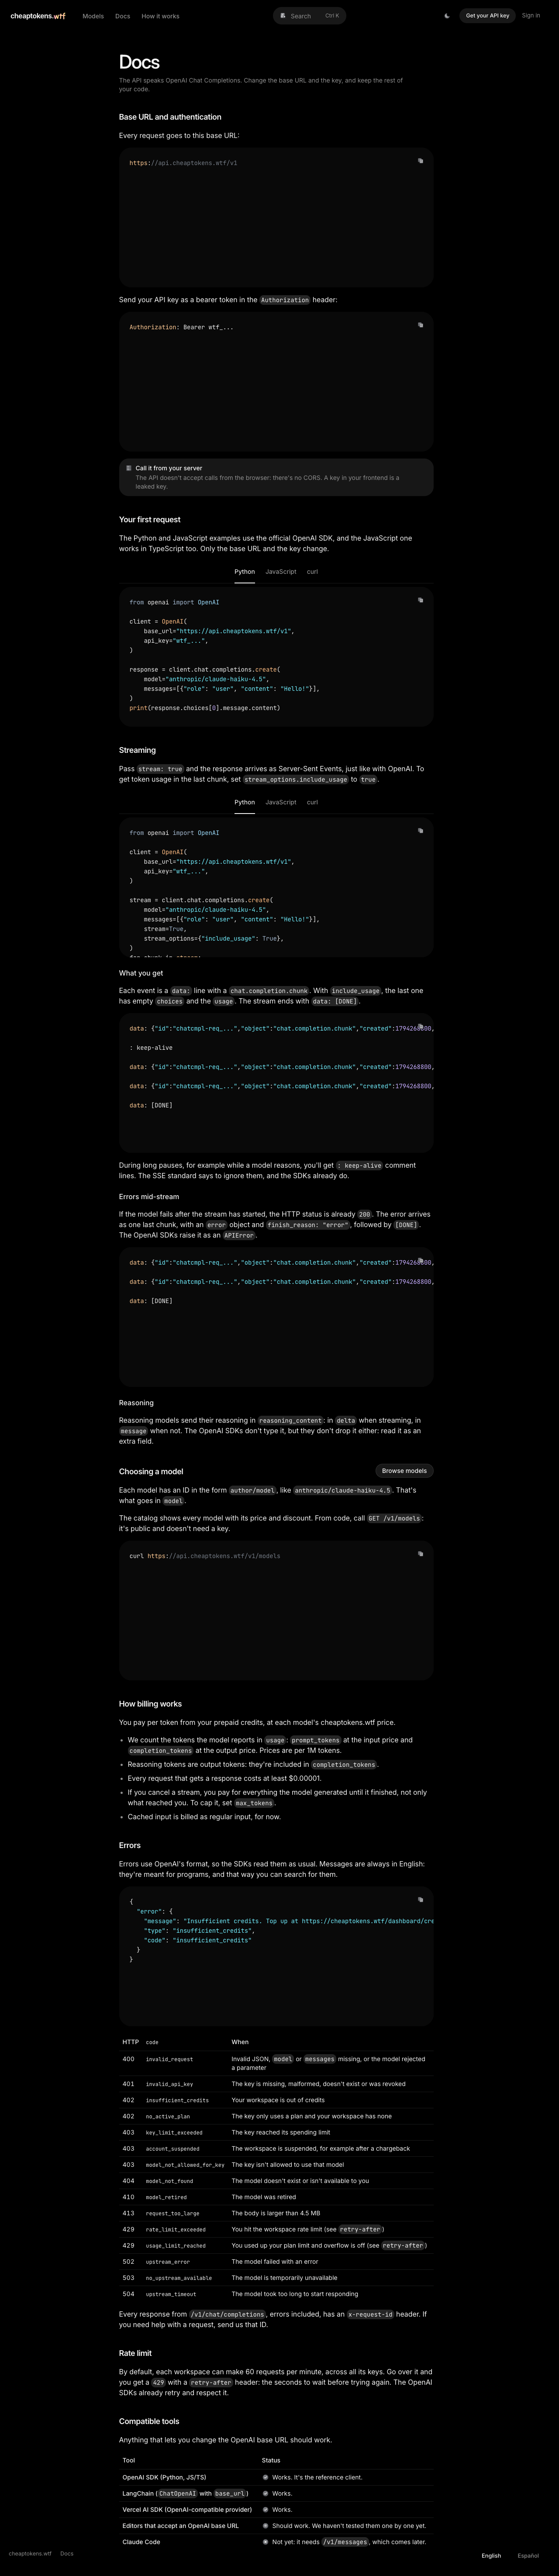 cheaptokens.wtf Models Docs How it works Search Ctrl K Get your API key Sign in
Docs
The API speaks OpenAI Chat Completions. Change the base URL and the key, and keep the rest of
your code.
Base URL and authentication
Every request goes to this base URL:
https://api.cheaptokens.wtf/v1
Send your API key as a bearer token in the Authorization header:
Authorization: Bearer wtf_...
Call it from your server
The API doesn't accept calls from the browser: there's no CORS. A key in your frontend is a
leaked key.
Your first request
The Python and JavaScript examples use the official OpenAI SDK, and the JavaScript one
works in TypeScript too. Only the base URL and the key change.
Python JavaScript curl
from openai import OpenAI
client = OpenAI(
base_url="https://api.cheaptokens.wtf/v1",
api_key="wtf_...",
)
response = client.chat.completions.create(
model="anthropic/claude-haiku-4.5",
messages=[{"role": "user", "content": "Hello!"}],
)
print(response.choices[0].message.content)
Streaming
Pass stream: true and the response arrives as Server-Sent Events, just like with OpenAI. To
get token usage in the last chunk, set stream_options.include_usage to true.
Python JavaScript curl
from openai import OpenAI
client = OpenAI(
base_url="https://api.cheaptokens.wtf/v1",
api_key="wtf_...",
)
stream = client.chat.completions.create(
model="anthropic/claude-haiku-4.5",
messages=[{"role": "user", "content": "Hello!"}],
stream=True,
stream_options={"include_usage": True},
)
What you get
Each event is a data: line with a chat.completion.chunk. With include_usage, the last one
has empty choices and the usage. The stream ends with data: [DONE].
data: {"id":"chatcmpl-req_...","object":"chat.completion.chunk","created":1794268800,
: keep-alive
data: {"id":"chatcmpl-req_...","object":"chat.completion.chunk","created":1794268800,
data: {"id":"chatcmpl-req_...","object":"chat.completion.chunk","created":1794268800,
data: [DONE]
During long pauses, for example while a model reasons, you'll get : keep-alive comment
lines. The SSE standard says to ignore them, and the SDKs already do.
Errors mid-stream
If the model fails after the stream has started, the HTTP status is already 200. The error arrives
as one last chunk, with an error object and finish_reason: "error", followed by [DONE].
The OpenAI SDKs raise it as an APIError.
data: {"id":"chatcmpl-req_...","object":"chat.completion.chunk","created":1794268800,
data: {"id":"chatcmpl-req_...","object":"chat.completion.chunk","created":1794268800,
data: [DONE]
Reasoning
Reasoning models send their reasoning in reasoning_content: in delta when streaming, in
message when not. The OpenAI SDKs don't type it, but they don't drop it either: read it as an
extra field.
Choosing a model Browse models
Each model has an ID in the form author/model, like anthropic/claude-haiku-4.5. That's
what goes in model.
The catalog shows every model with its price and discount. From code, call GET /v1/models:
it's public and doesn't need a key.
curl https://api.cheaptokens.wtf/v1/models
How billing works
You pay per token from your prepaid credits, at each model's cheaptokens.wtf price.
• We count the tokens the model reports in usage: prompt_tokens at the input price and
completion_tokens at the output price. Prices are per 1M tokens.
• Reasoning tokens are output tokens: they're included in completion_tokens.
• Every request that gets a response costs at least $0.00001.
• If you cancel a stream, you pay for everything the model generated until it finished, not only
what reached you. To cap it, set max_tokens.
• Cached input is billed as regular input, for now.
Errors
Errors use OpenAI's format, so the SDKs read them as usual. Messages are always in English:
they're meant for programs, and that way you can search for them.
{
"error": {
"message": "Insufficient credits. Top up at https://cheaptokens.wtf/dashboard/cre
"type": "insufficient_credits",
"code": "insufficient_credits"
}
}
HTTP code When
400 invalid_request Invalid JSON, model or messages missing, or the model rejected
a parameter
401 invalid_api_key The key is missing, malformed, doesn't exist or was revoked
402 insufficient_credits Your workspace is out of credits
402 no_active_plan The key only uses a plan and your workspace has none
403 key_limit_exceeded The key reached its spending limit
403 account_suspended The workspace is suspended, for example after a chargeback
403 model_not_allowed_for_key The key isn't allowed to use that model
404 model_not_found The model doesn't exist or isn't available to you
410 model_retired The model was retired
413 request_too_large The body is larger than 4.5 MB
429 rate_limit_exceeded You hit the workspace rate limit (see retry-after)
429 usage_limit_reached You used up your plan limit and overflow is off (see retry-after)
502 upstream_error The model failed with an error
503 no_upstream_available The model is temporarily unavailable
504 upstream_timeout The model took too long to start responding
Every response from /v1/chat/completions, errors included, has an x-request-id header. If
you need help with a request, send us that ID.
Rate limit
By default, each workspace can make 60 requests per minute, across all its keys. Go over it and
you get a 429 with a retry-after header: the seconds to wait before trying again. The OpenAI
SDKs already retry and respect it.
Compatible tools
Anything that lets you change the OpenAI base URL should work.
Tool Status
OpenAI SDK (Python, JS/TS) Works. It's the reference client.
LangChain (ChatOpenAI with base_url) Works.
Vercel AI SDK (OpenAI-compatible provider) Works.
Editors that accept an OpenAI base URL Should work. We haven't tested them one by one yet.
Claude Code Not yet: it needs /v1/messages, which comes later.
cheaptokens.wtf Docs English Español